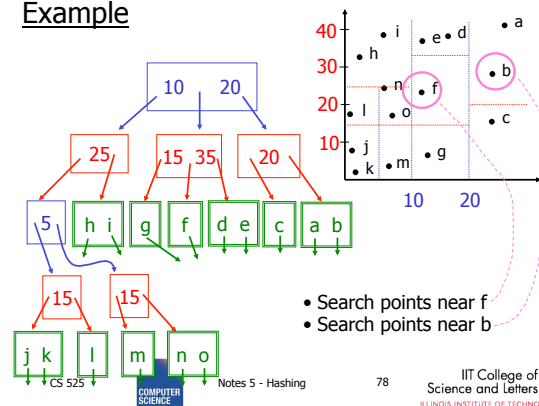 Example
10 20
25
15 35
20
5
h i
g
f
d e
c
a b
15
15
j k
l
m
n o
40
30
20
10
10 20
a
i
e d
h
b
n f
l
o
c
j
g
m
k
• Search points near f
• Search points near b
CS 525
COMPUTER
SCIENCE
Notes 5 - Hashing
78
IIT College of
Science and Letters
ILLINOIS INSTITUTE OF TECHNO